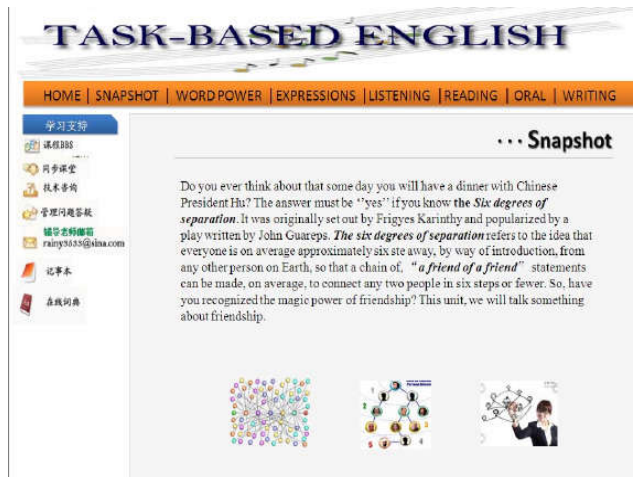 TASK-BASED ENGLISH
HOME | SNAPSHOT | WORD POWER | EXPRESSIONS | LISTENING | READING | ORAL | WRITING
学习支持
课程BBS
同步课堂
技术咨询
管理问题答疑
辅导老师邮箱
rainy3533@sina.com
记事本
在线词典
··· Snapshot
Do you ever think about that some day you will have a dinner with Chinese
President Hu? The answer must be ‘’yes’’ if you know the Six degrees of
separation. It was originally set out by Frigyes Karinthy and popularized by a
play written by John Guareps. The six degrees of separation refers to the idea that
everyone is on average approximately six ste away, by way of introduction, from
any other person on Earth, so that a chain of, “a friend of a friend” statements
can be made, on average, to connect any two people in six steps or fewer. So, have
you recognized the magic power of friendship? This unit, we will talk something
about friendship.
1
2
3
4
5